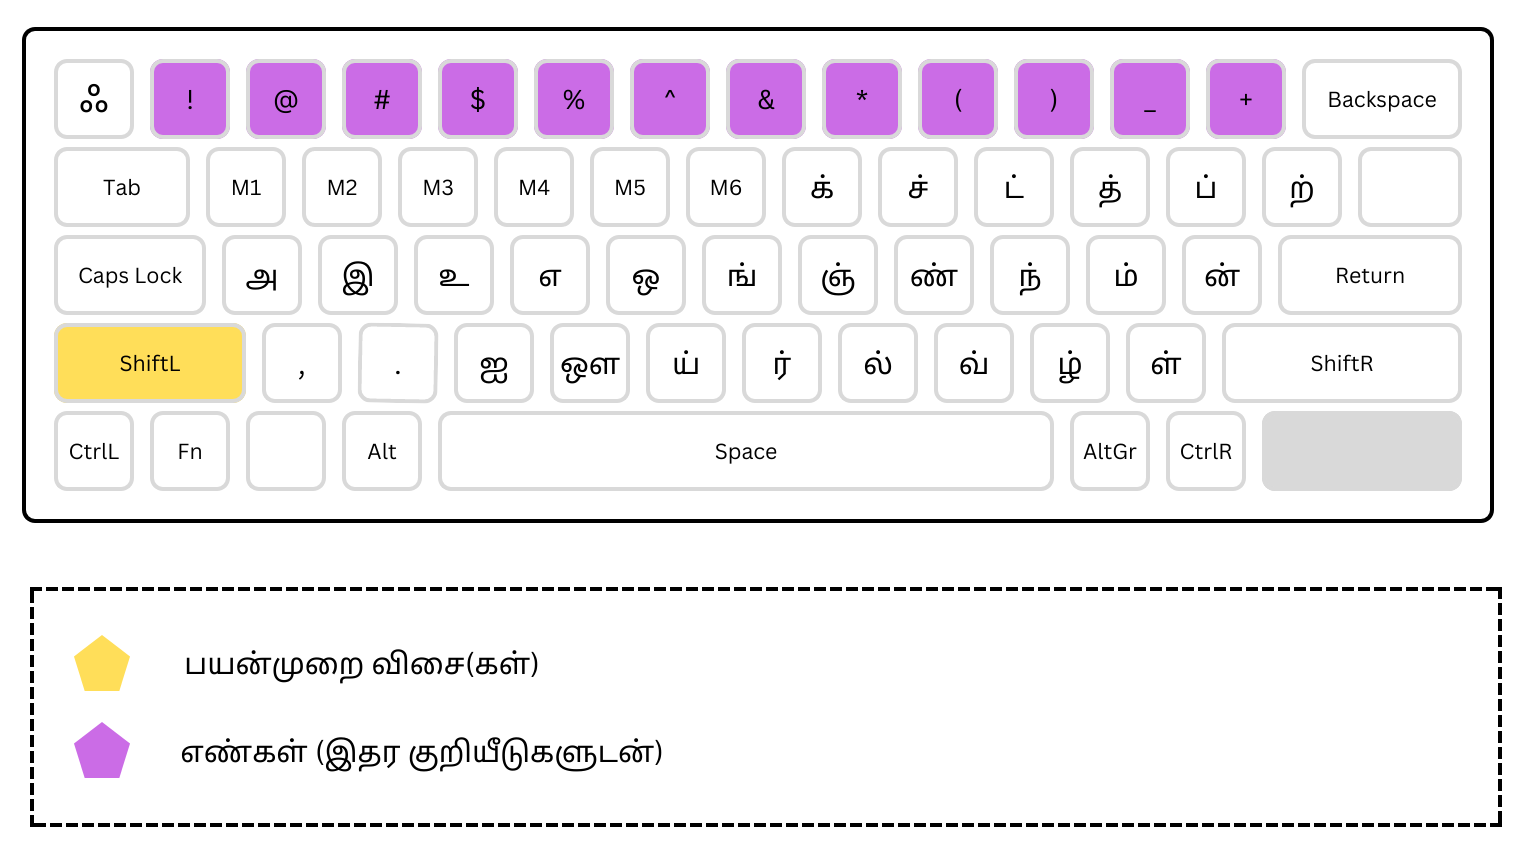 ஃ ! @ # $ % ^ & * ( ) _ + Backspace
Tab M1 M2 M3 M4 M5 M6 க் ச் ட் த் ப் ற்
Caps Lock அ இ உ எ ஒ ங் ஞ் ண் ந் ம் ன் Return
ShiftL , . ஐ ஔ ய் ர் ல் வ் ழ் ள் ShiftR
CtrlL Fn Alt Space AltGr CtrlR
பயன்முறை விசை(கள்)
எண்கள் (இதர குறியீடுகளுடன்)